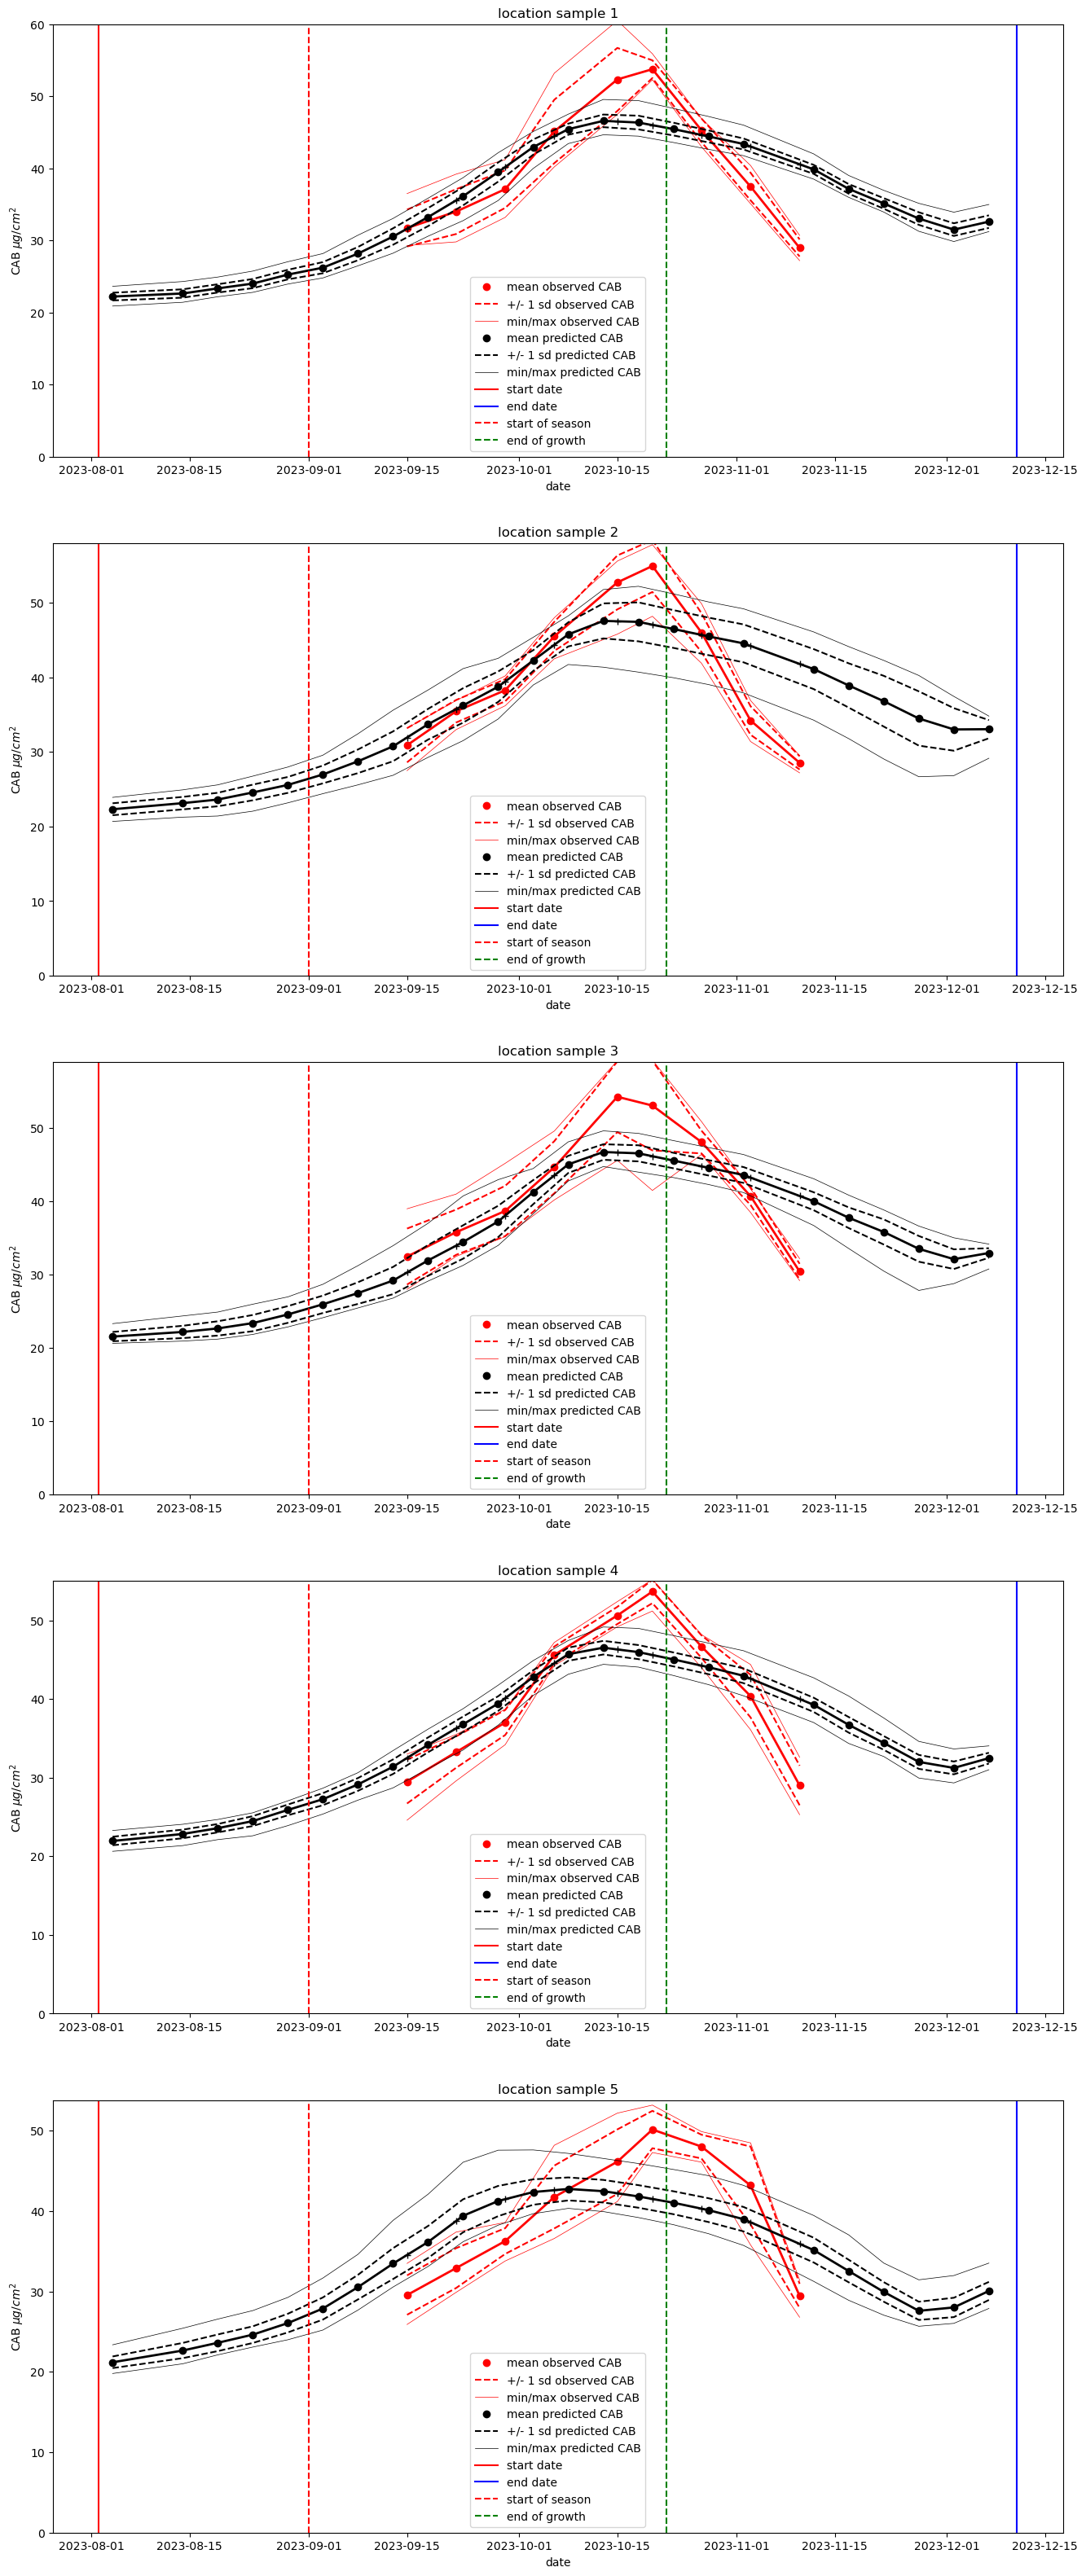 location sample 1
60
50
40
30
20
10
0
CAB μg/cm²
mean observed CAB
+/- 1 sd observed CAB
min/max observed CAB
mean predicted CAB
+/- 1 sd predicted CAB
min/max predicted CAB
start date
end date
start of season
end of growth
2023-08-01 2023-08-15 2023-09-01 2023-09-15 2023-10-01 2023-10-15 2023-11-01 2023-11-15 2023-12-01 2023-12-15
date
location sample 2
50
40
30
20
10
0
CAB μg/cm²
mean observed CAB
+/- 1 sd observed CAB
min/max observed CAB
mean predicted CAB
+/- 1 sd predicted CAB
min/max predicted CAB
start date
end date
start of season
end of growth
2023-08-01 2023-08-15 2023-09-01 2023-09-15 2023-10-01 2023-10-15 2023-11-01 2023-11-15 2023-12-01 2023-12-15
date
location sample 3
50
40
30
20
10
0
CAB μg/cm²
mean observed CAB
+/- 1 sd observed CAB
min/max observed CAB
mean predicted CAB
+/- 1 sd predicted CAB
min/max predicted CAB
start date
end date
start of season
end of growth
2023-08-01 2023-08-15 2023-09-01 2023-09-15 2023-10-01 2023-10-15 2023-11-01 2023-11-15 2023-12-01 2023-12-15
date
location sample 4
50
40
30
20
10
0
CAB μg/cm²
mean observed CAB
+/- 1 sd observed CAB
min/max observed CAB
mean predicted CAB
+/- 1 sd predicted CAB
min/max predicted CAB
start date
end date
start of season
end of growth
2023-08-01 2023-08-15 2023-09-01 2023-09-15 2023-10-01 2023-10-15 2023-11-01 2023-11-15 2023-12-01 2023-12-15
date
location sample 5
50
40
30
20
10
0
CAB μg/cm²
mean observed CAB
+/- 1 sd observed CAB
min/max observed CAB
mean predicted CAB
+/- 1 sd predicted CAB
min/max predicted CAB
start date
end date
start of season
end of growth
2023-08-01 2023-08-15 2023-09-01 2023-09-15 2023-10-01 2023-10-15 2023-11-01 2023-11-15 2023-12-01 2023-12-15
date